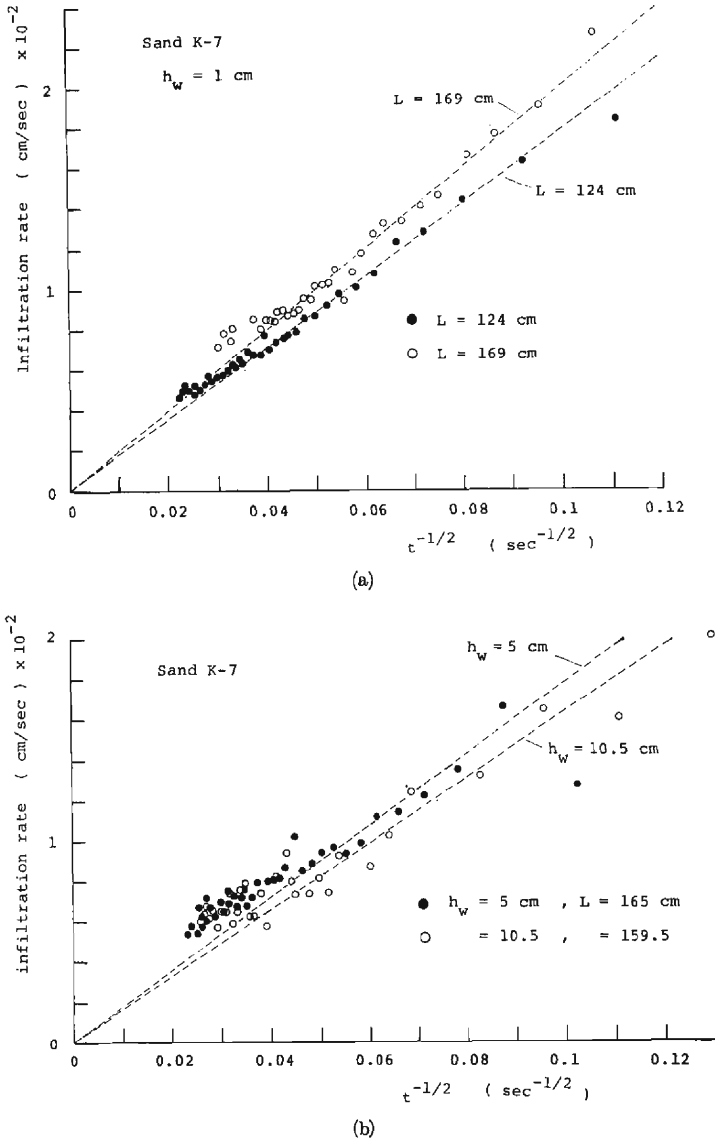 Infiltration rate ( cm/sec ) x 10^-2
Sand K-7
h_w = 1 cm
L = 169 cm
L = 124 cm
● L = 124 cm
○ L = 169 cm
2
1
0
0 0.02 0.04 0.06 0.08 0.1 0.12
t^-1/2 ( sec^-1/2 )
(a)
infiltration rate ( cm/sec ) x 10^-2
Sand K-7
h_w = 5 cm
h_w = 10.5 cm
● h_w = 5 cm , L = 165 cm
○ = 10.5 , = 159.5
2
1
0
0 0.02 0.04 0.06 0.08 0.1 0.12
t^-1/2 ( sec^-1/2 )
(b)